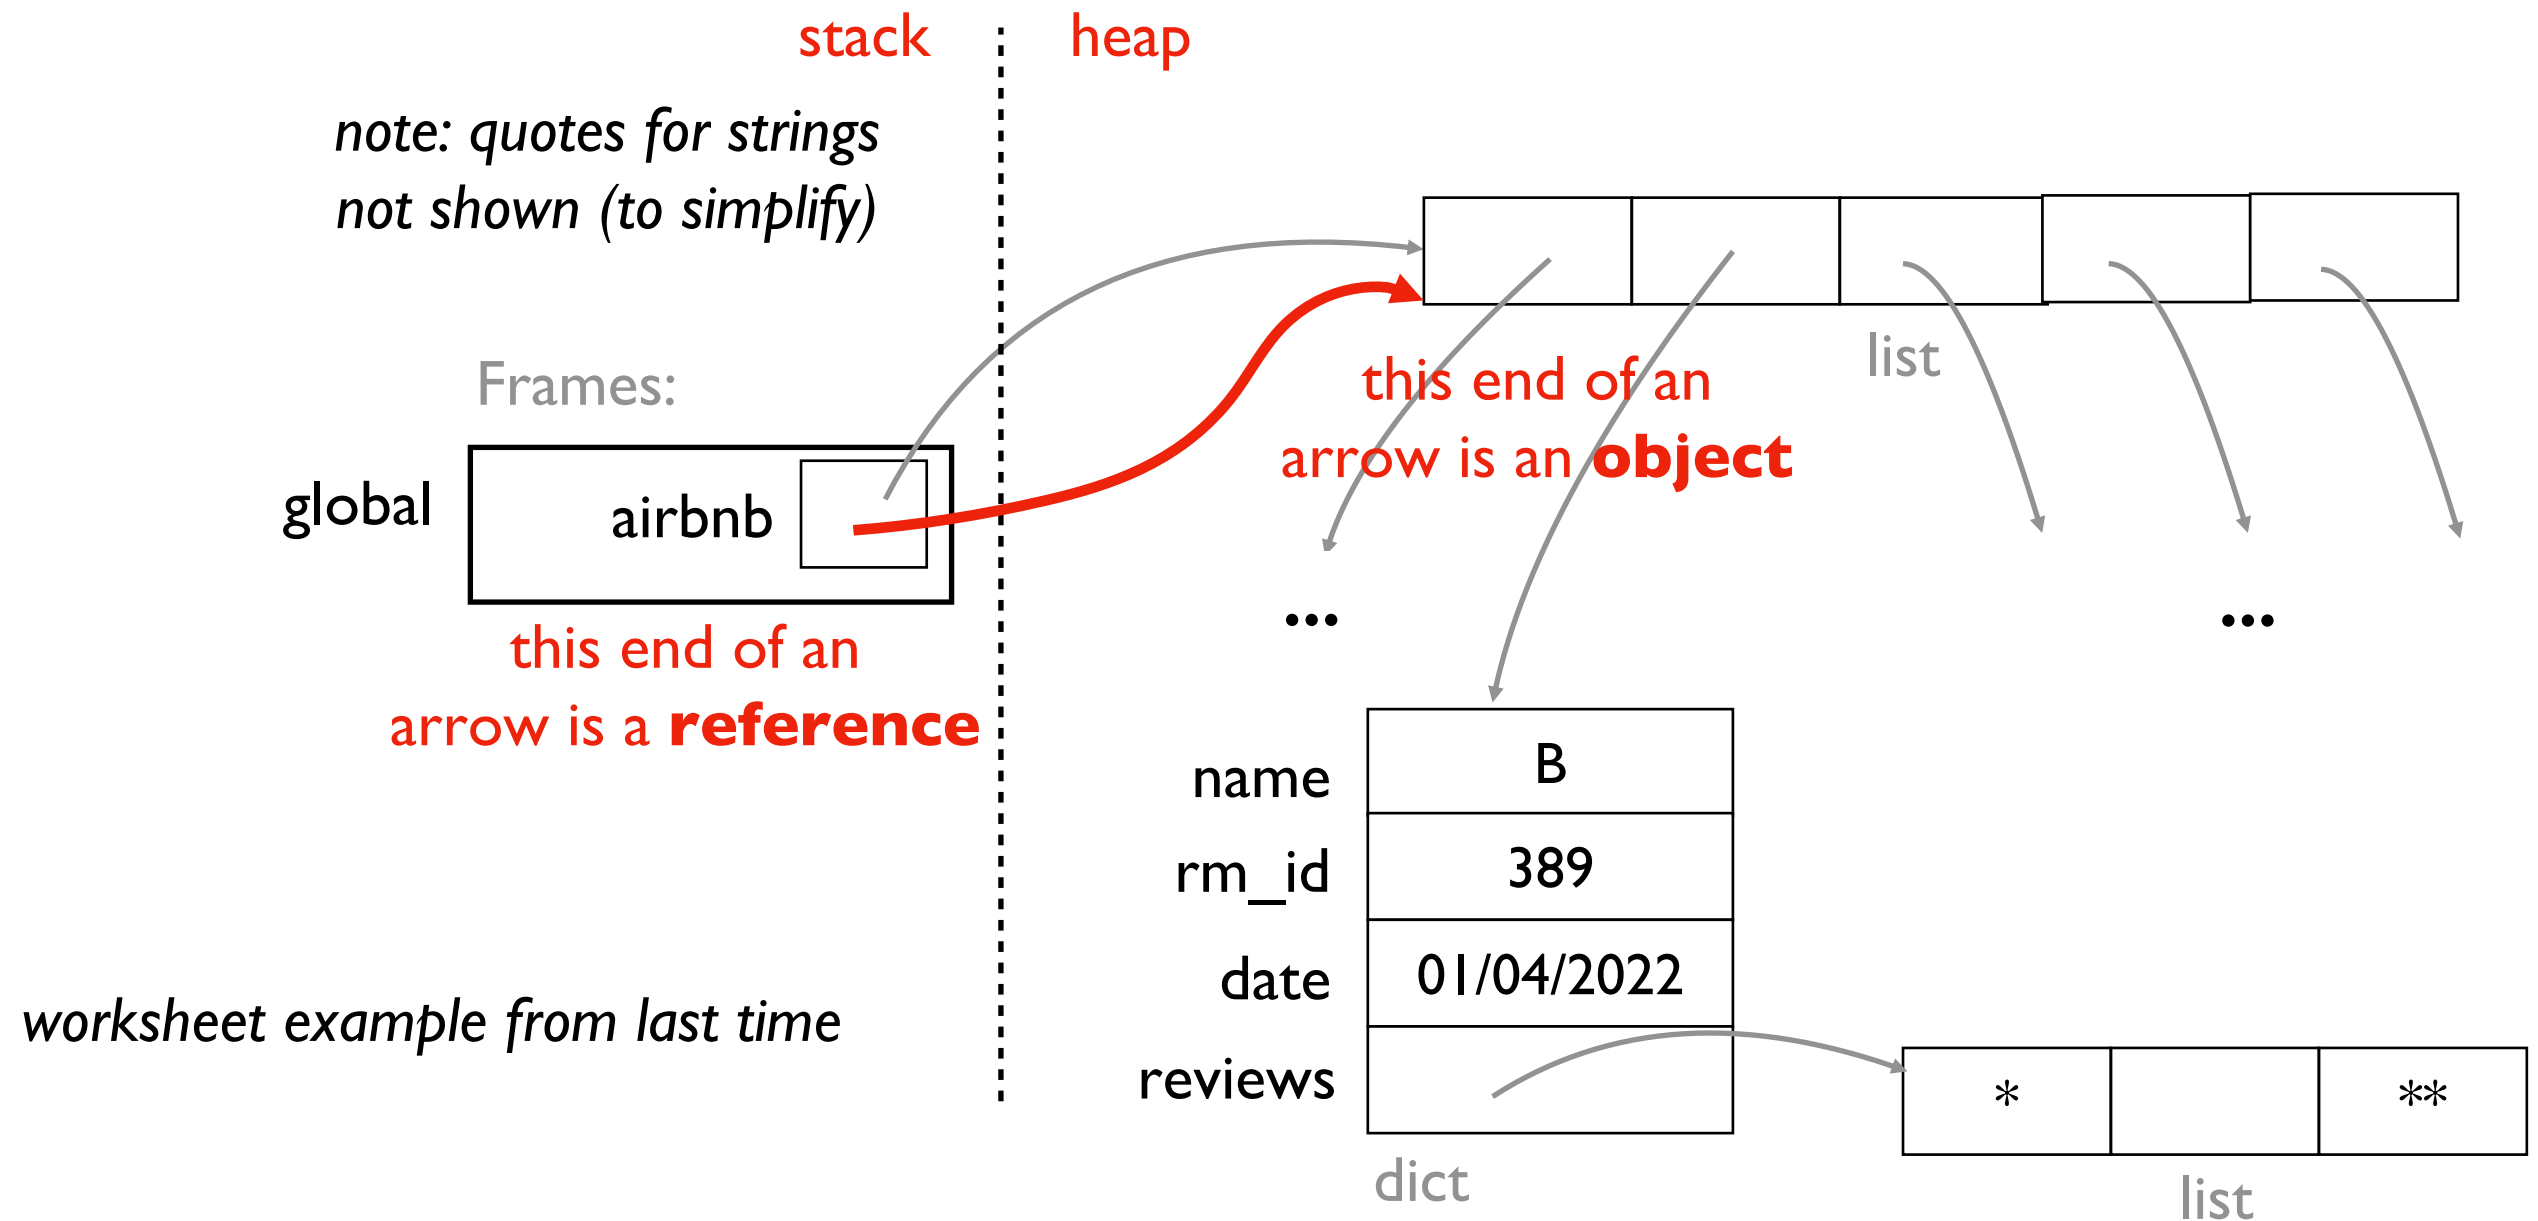 stack
heap
note: quotes for strings
not shown (to simplify)
Frames:
global
airbnb
this end of an
arrow is a reference
list
this end of an
arrow is an object
...
...
name
B
rm_id
389
date
01/04/2022
reviews
*
**
dict
list
worksheet example from last time